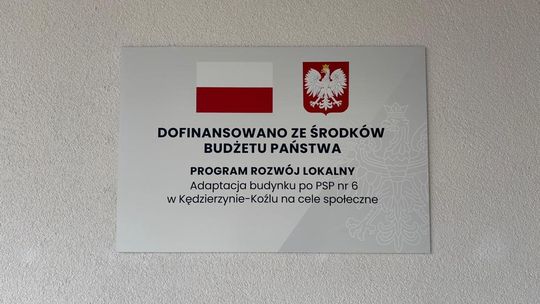 DOFINANSOWANO ZE ŚRODKÓW
BUDŻETU PAŃSTWA
PROGRAM ROZWÓJ LOKALNY
Adaptacja budynku po PSP nr 6
w Kędzierzynie-Koźlu na cele społeczne